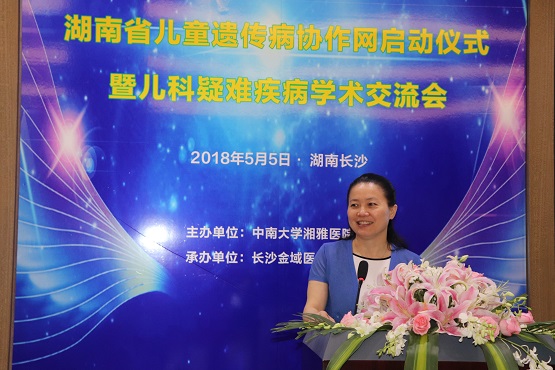 湖南省儿童遗传病协作网启动仪式
暨儿科疑难疾病学术交流会
2018年5月5日 · 湖南长沙
主办单位：中南大学湘雅医院
承办单位：长沙金域医